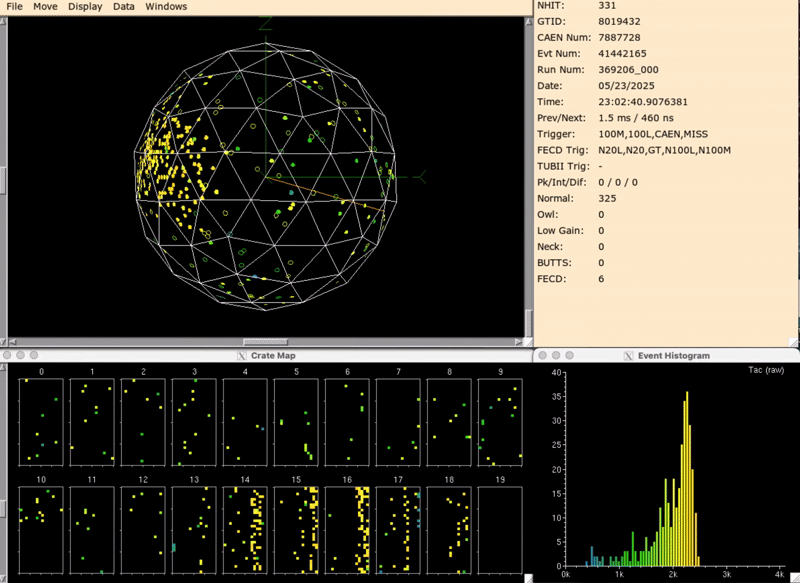 File Move Display Data Windows
Z
NHIT: 331
GTID: 8019432
CAEN Num: 7887728
Evt Num: 41442165
Run Num: 369206_000
Date: 05/23/2025
Time: 23:02:40.9076381
Prev/Next: 1.5 ms / 460 ns
Trigger: 100M,100L,CAEN,MISS
FECD Trig: N20L,N20,GT,N100L,N100M
TUBII Trig: -
Pk/Int/Dif: 0 / 0 / 0
Normal: 325
Owl: 0
Low Gain: 0
Neck: 0
BUTTS: 0
FECD: 6
X Crate Map
0 1 2 3 4 5 6 7 8 9
10 11 12 13 14 15 16 17 18 19
X Event Histogram
Tac (raw)
40
35
30
25
20
15
10
5
0
0k 1k 2k 3k 4k